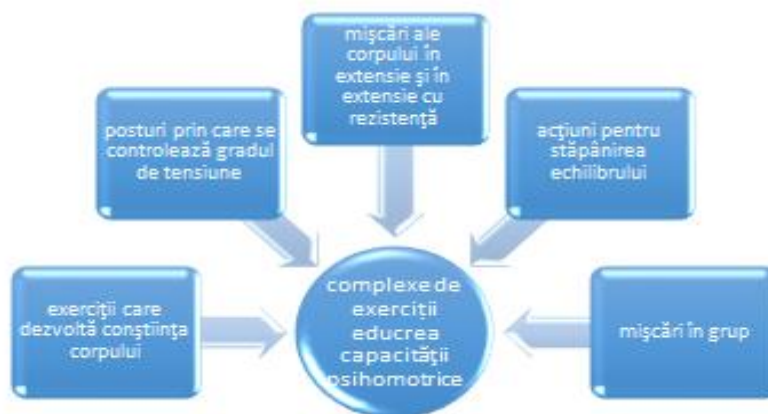 mişcări ale
corpului în
extensie şi în
extensie cu
rezistenţă
posturi prin care se
controlează gradul
de tensiune
acţiuni pentru
stăpânirea
echilibrului
exerciţii care
dezvoltă conştiinţa
corpului
complexe de
exerciţii
educrea
capacităţii
psihomotrice
mişcări în grup